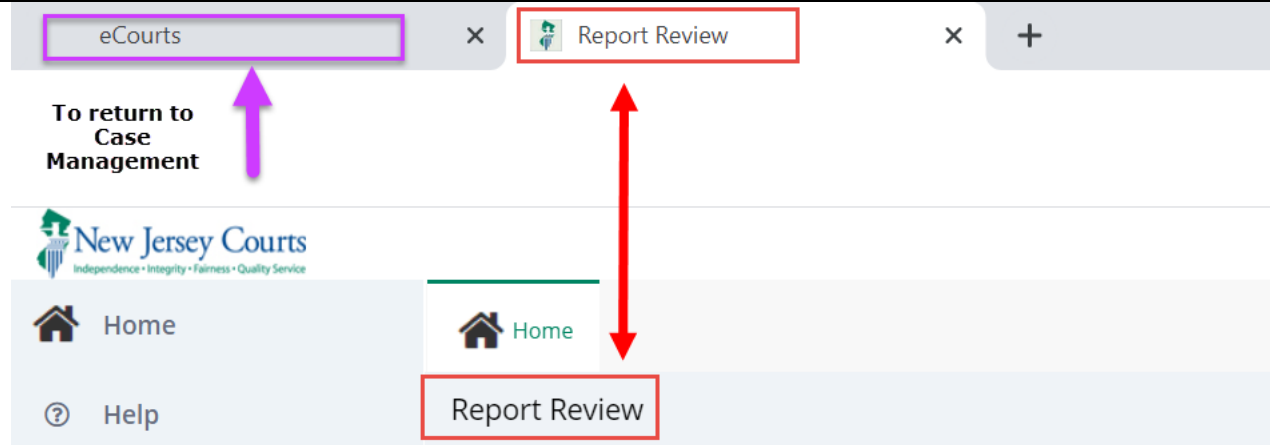 eCourts
Report Review
To return to
Case
Management
New Jersey Courts
Independence • Integrity • Fairness • Quality Service
Home
Home
Help
Report Review